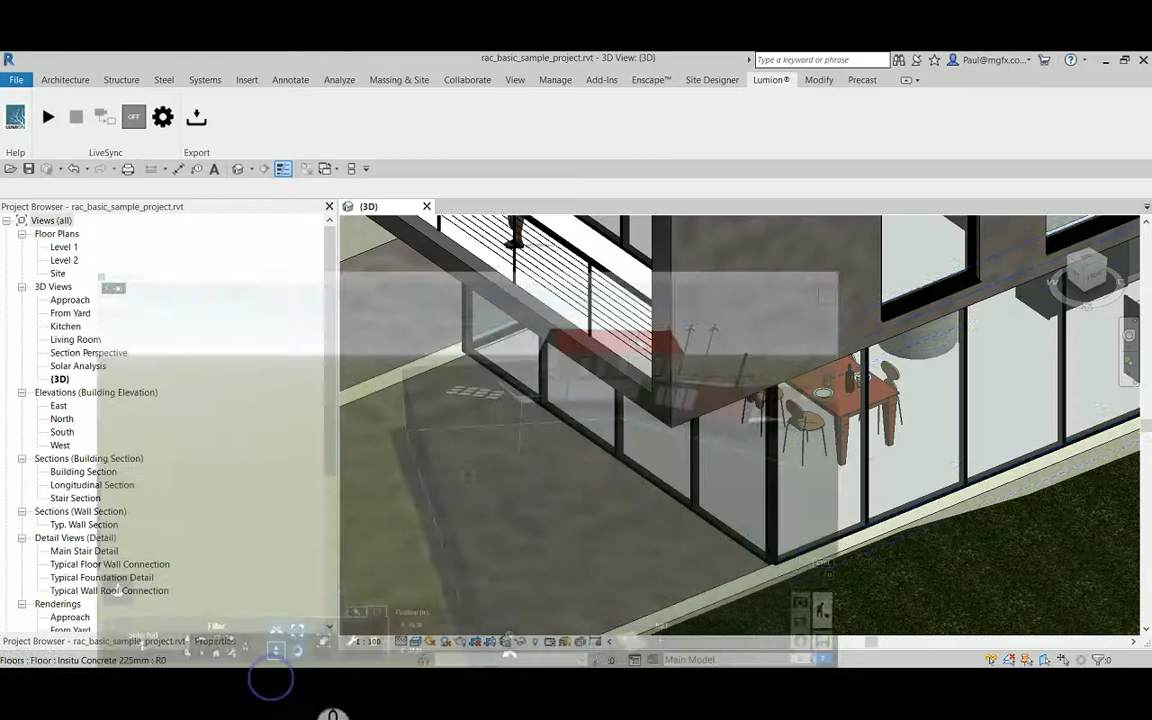 rac_basic_sample_project.rvt - 3D View: {3D}
Type a keyword or phrase
Paul@mgfx.co...
File Architecture Structure Steel Systems Insert Annotate Analyze Massing & Site Collaborate View Manage Add-Ins Enscape™ Site Designer Lumion® Modify Precast
LUMION
OFF
Help LiveSync Export
Project Browser - rac_basic_sample_project.rvt
{3D}
Views (all)
Floor Plans
Level 1
Level 2
Site
3D Views
Approach
From Yard
Kitchen
Living Room
Section Perspective
Solar Analysis
{3D}
Elevations (Building Elevation)
East
North
South
West
Sections (Building Section)
Building Section
Longitudinal Section
Stair Section
Sections (Wall Section)
Typ. Wall Section
Detail Views (Detail)
Main Stair Detail
Typical Floor Wall Connection
Typical Foundation Detail
Typical Wall Roof Connection
Renderings
Approach
From Yard
Filter
Project Browser - rac_basic_sample_project.rvt Properties
1 : 100
Floors : Floor : Insitu Concrete 225mm : R0
:0
Main Model
:0